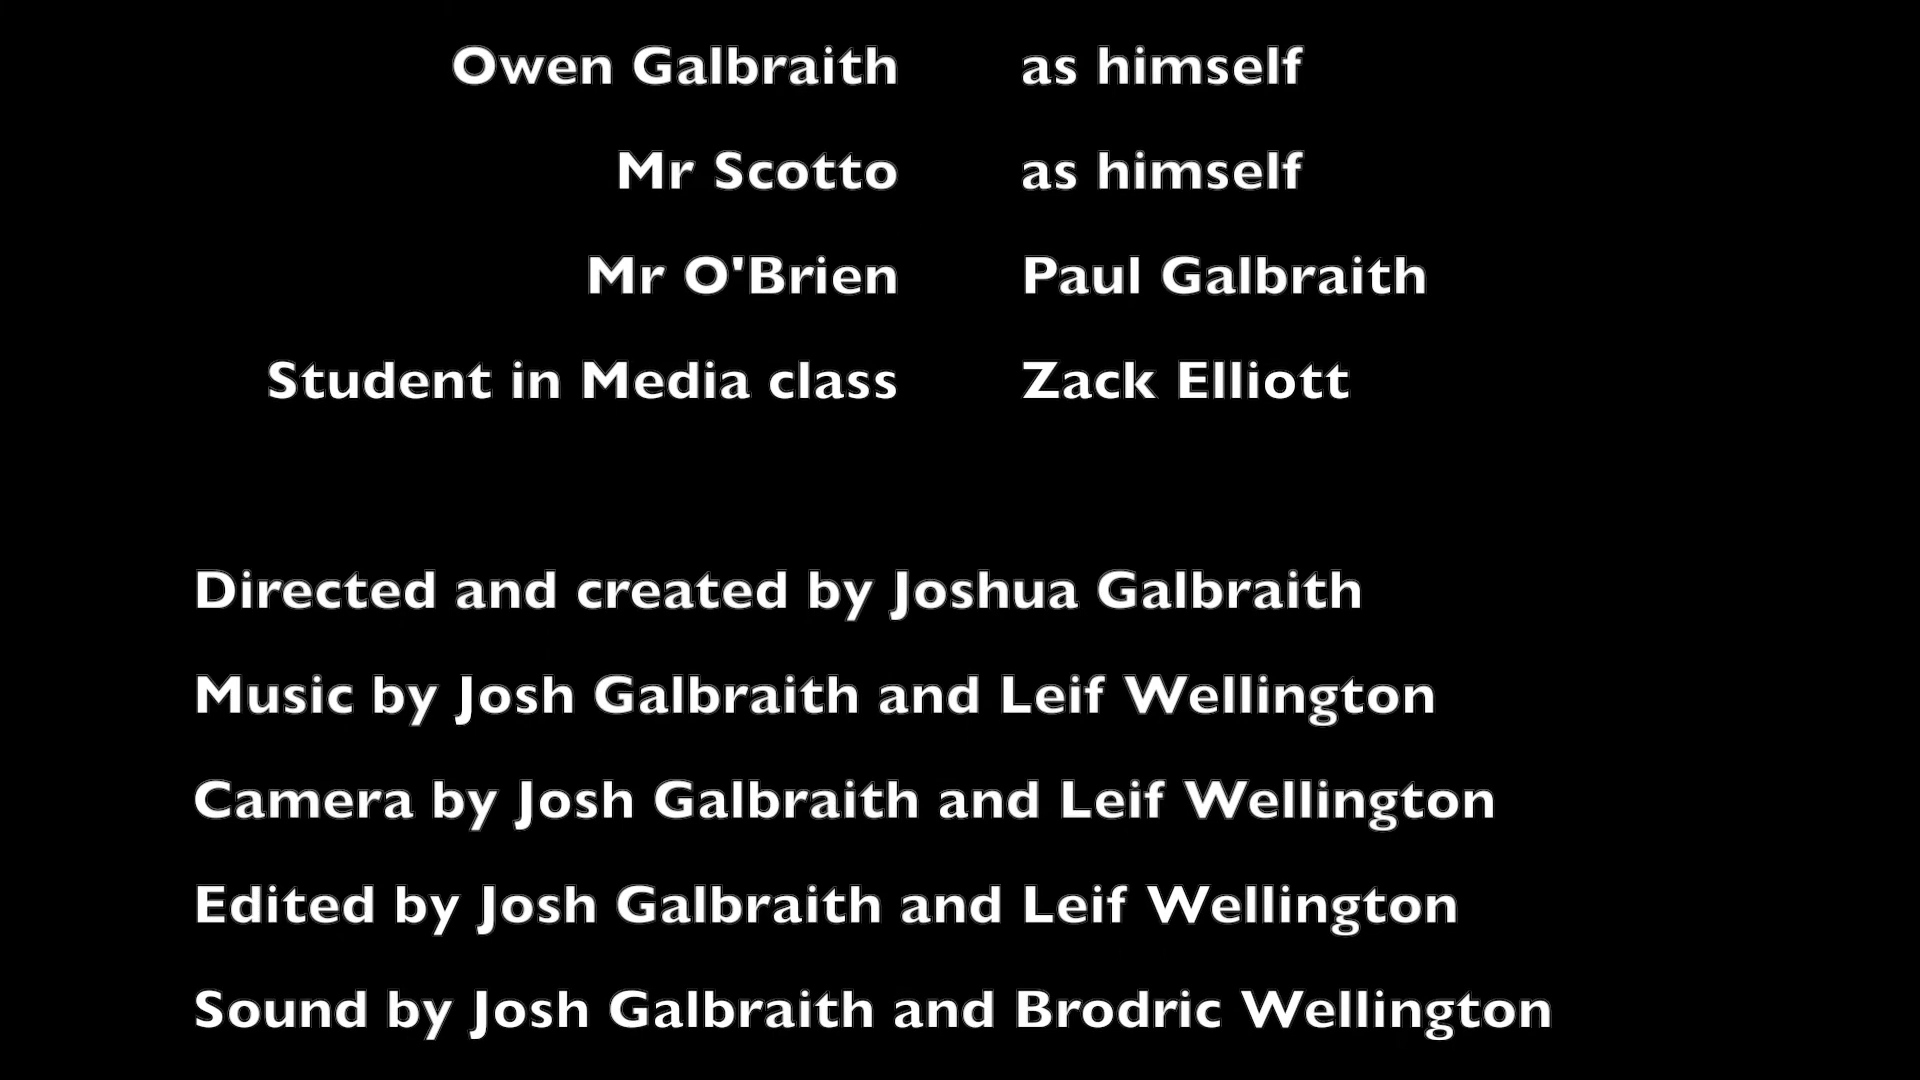 Owen Galbraith as himself
Mr Scotto as himself
Mr O'Brien Paul Galbraith
Student in Media class Zack Elliott
Directed and created by Joshua Galbraith
Music by Josh Galbraith and Leif Wellington
Camera by Josh Galbraith and Leif Wellington
Edited by Josh Galbraith and Leif Wellington
Sound by Josh Galbraith and Brodric Wellington